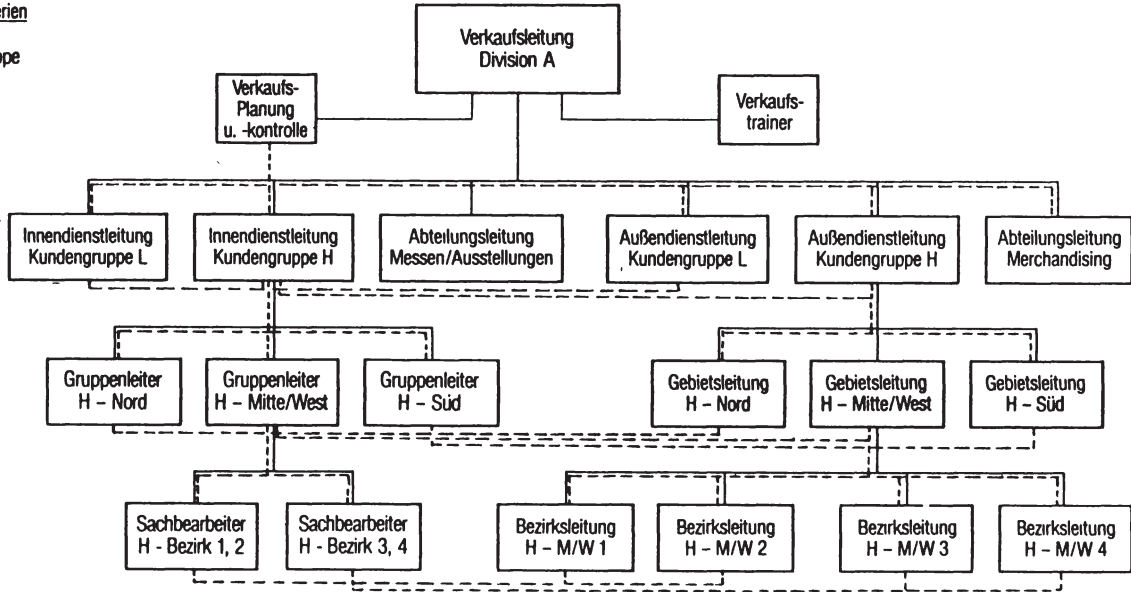 erien
ppe
Verkaufsleitung
Division A
Verkaufs-
Planung
u. -kontrolle
Verkaufs-
trainer
Innendienstleitung
Kundengruppe L
Innendienstleitung
Kundengruppe H
Abteilungsleitung
Messen/Ausstellungen
Außendienstleitung
Kundengruppe L
Außendienstleitung
Kundengruppe H
Abteilungsleitung
Merchandising
Gruppenleiter
H – Nord
Gruppenleiter
H – Mitte/West
Gruppenleiter
H – Süd
Gebietsleitung
H – Nord
Gebietsleitung
H – Mitte/West
Gebietsleitung
H – Süd
Sachbearbeiter
H - Bezirk 1, 2
Sachbearbeiter
H - Bezirk 3, 4
Bezirksleitung
H – M/W 1
Bezirksleitung
H – M/W 2
Bezirksleitung
H – M/W 3
Bezirksleitung
H – M/W 4